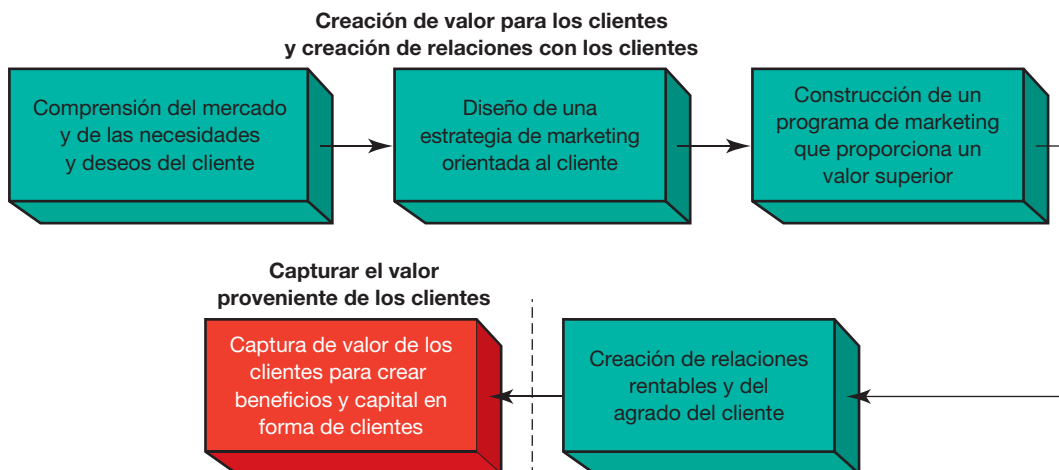 Creación de valor para los clientes
y creación de relaciones con los clientes
Comprensión del mercado
y de las necesidades
y deseos del cliente
Diseño de una
estrategia de marketing
orientada al cliente
Construcción de un
programa de marketing
que proporciona un
valor superior
Capturar el valor
proveniente de los clientes
Captura de valor de los
clientes para crear
beneficios y capital en
forma de clientes
Creación de relaciones
rentables y del
agrado del cliente